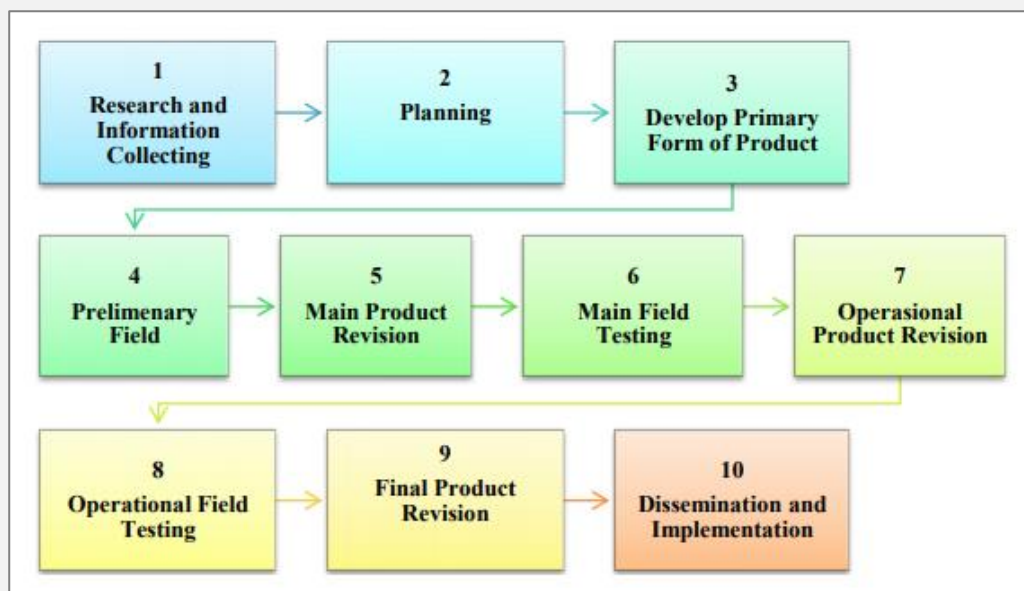 1
Research and
Information
Collecting
2
Planning
3
Develop Primary
Form of Product
4
Prelimenary
Field
5
Main Product
Revision
6
Main Field
Testing
7
Operasional
Product Revision
8
Operational Field
Testing
9
Final Product
Revision
10
Dissemination and
Implementation